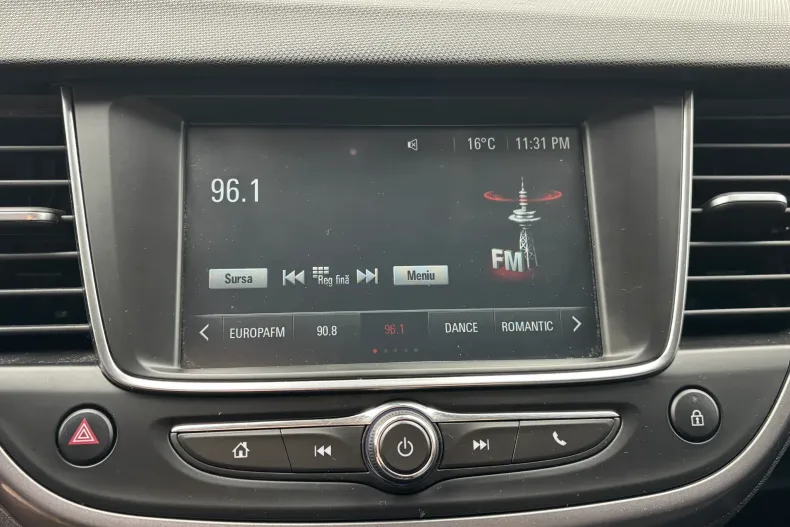 16°C 11:31 PM
96.1
FM
Sursa Reg fină Meniu
EUROPAFM 90.8 96.1 DANCE ROMANTIC